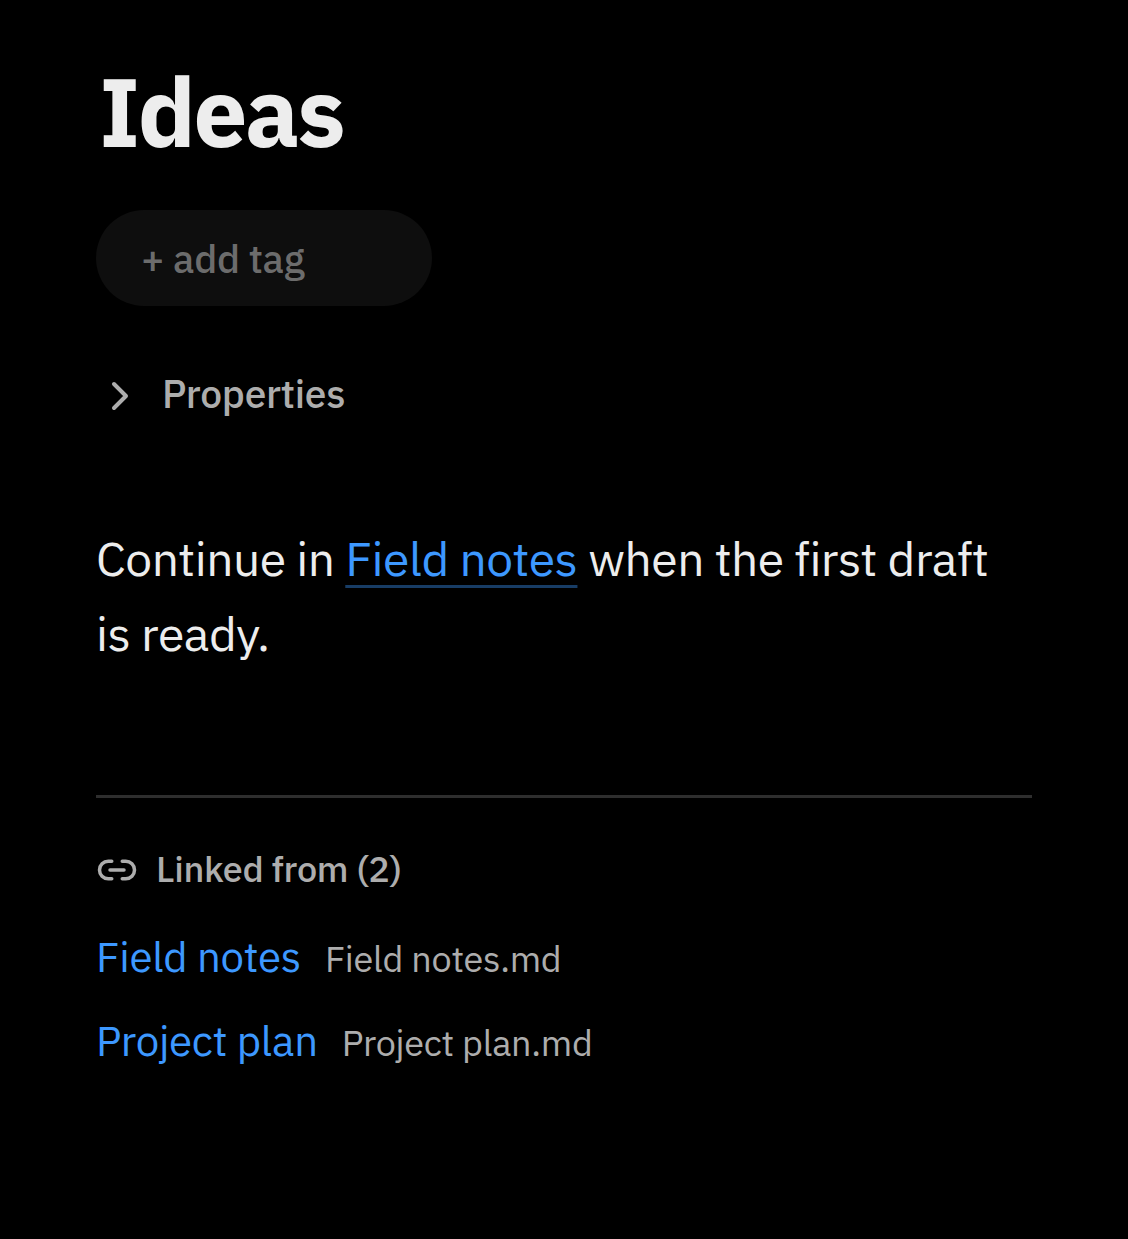 Ideas
+ add tag
Properties
Continue in Field notes when the first draft
is ready.
Linked from (2)
Field notes Field notes.md
Project plan Project plan.md